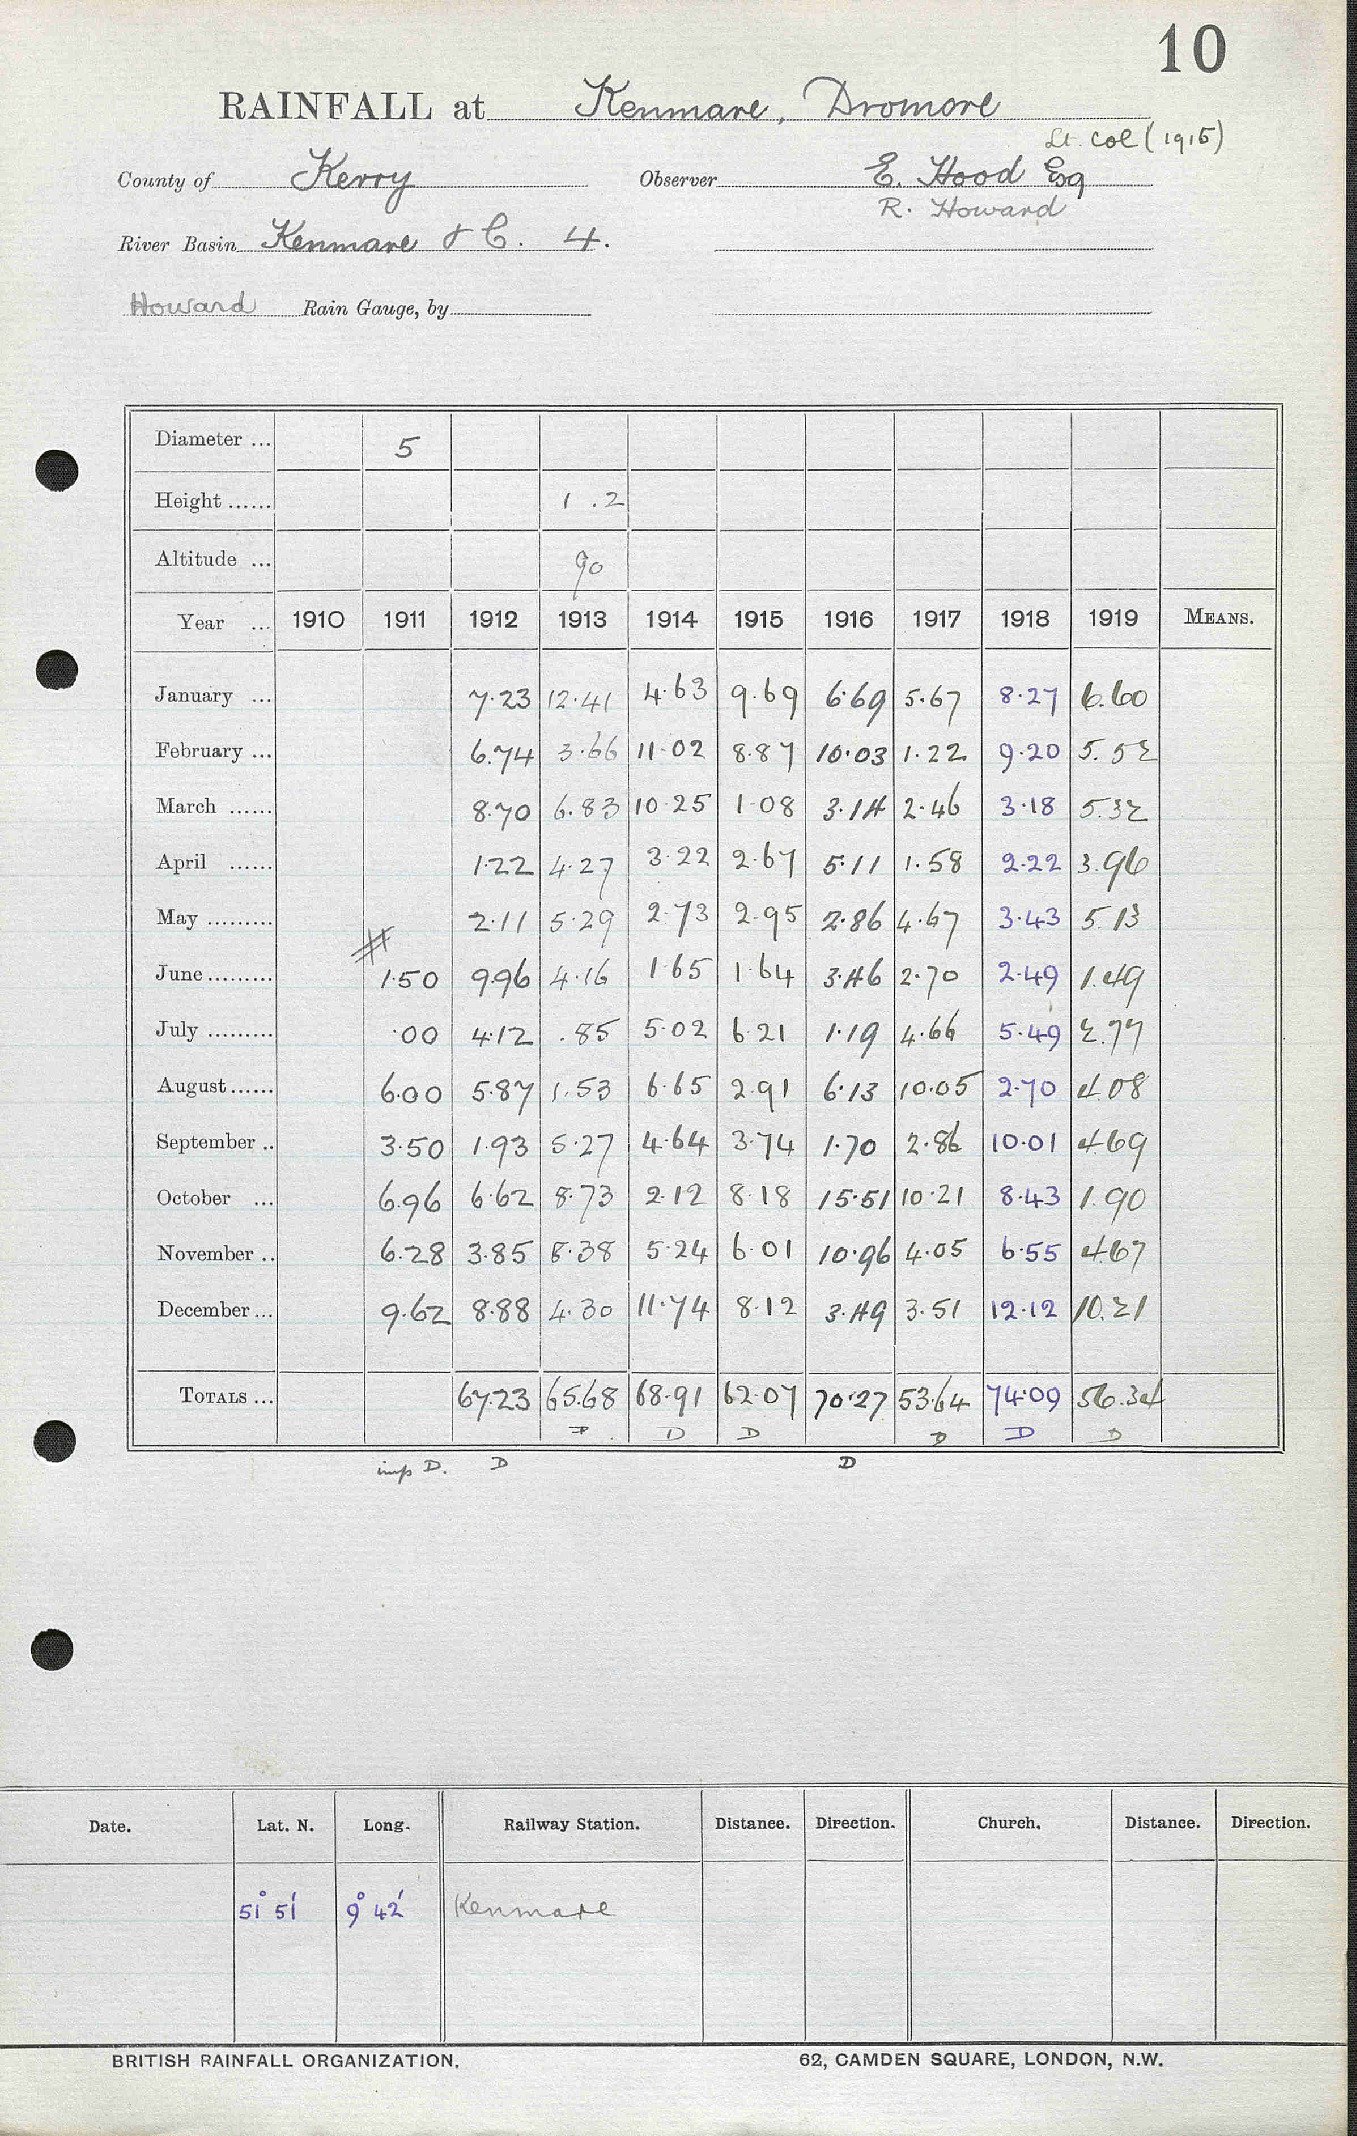 10
RAINFALL at Kenmare, Dromore
Lt. Col (1915)
County of Kerry Observer E. Hood Esq
R. Howard
River Basin Kenmare & C. 4.
Howard Rain Gauge, by
Diameter ... 5
Height ...... 1 .2
Altitude ... 90
Year ... 1910 1911 1912 1913 1914 1915 1916 1917 1918 1919 MEANS.
January ... 7.23 12.41 4.63 9.69 6.69 5.67 8.27 6.60
February ... 6.74 3.66 11.02 8.87 10.03 1.22 9.20 5.52
March ...... 8.70 6.83 10.25 1.08 3.14 2.46 3.18 5.32
April ...... 1.22 4.27 3.22 2.67 5.11 1.58 2.22 3.96
May ......... 2.11 5.29 2.73 2.95 2.86 4.67 3.43 5.13
June ......... # 1.50 9.96 4.16 1.65 1.64 3.46 2.70 2.49 1.49
July ......... .00 4.12 .85 5.02 6.21 1.19 4.66 5.49 2.77
August ...... 6.00 5.87 1.53 6.65 2.91 6.13 10.05 2.70 4.08
September .. 3.50 1.93 5.27 4.64 3.74 1.70 2.86 10.01 4.69
October ... 6.96 6.62 8.73 2.12 8.18 15.51 10.21 8.43 1.90
November .. 6.28 3.85 8.38 5.24 6.01 10.96 4.05 6.55 4.67
December ... 9.62 8.88 4.30 11.74 8.12 3.49 3.51 12.12 10.21
TOTALS ... 67.23 65.68 68.91 62.07 70.27 53.64 74.09 56.34
D D D D D D
imp D. D D
Date. Lat. N. Long. Railway Station. Distance. Direction. Church. Distance. Direction.
51° 51' 9° 42' Kenmare
BRITISH RAINFALL ORGANIZATION. 62, CAMDEN SQUARE, LONDON, N.W.